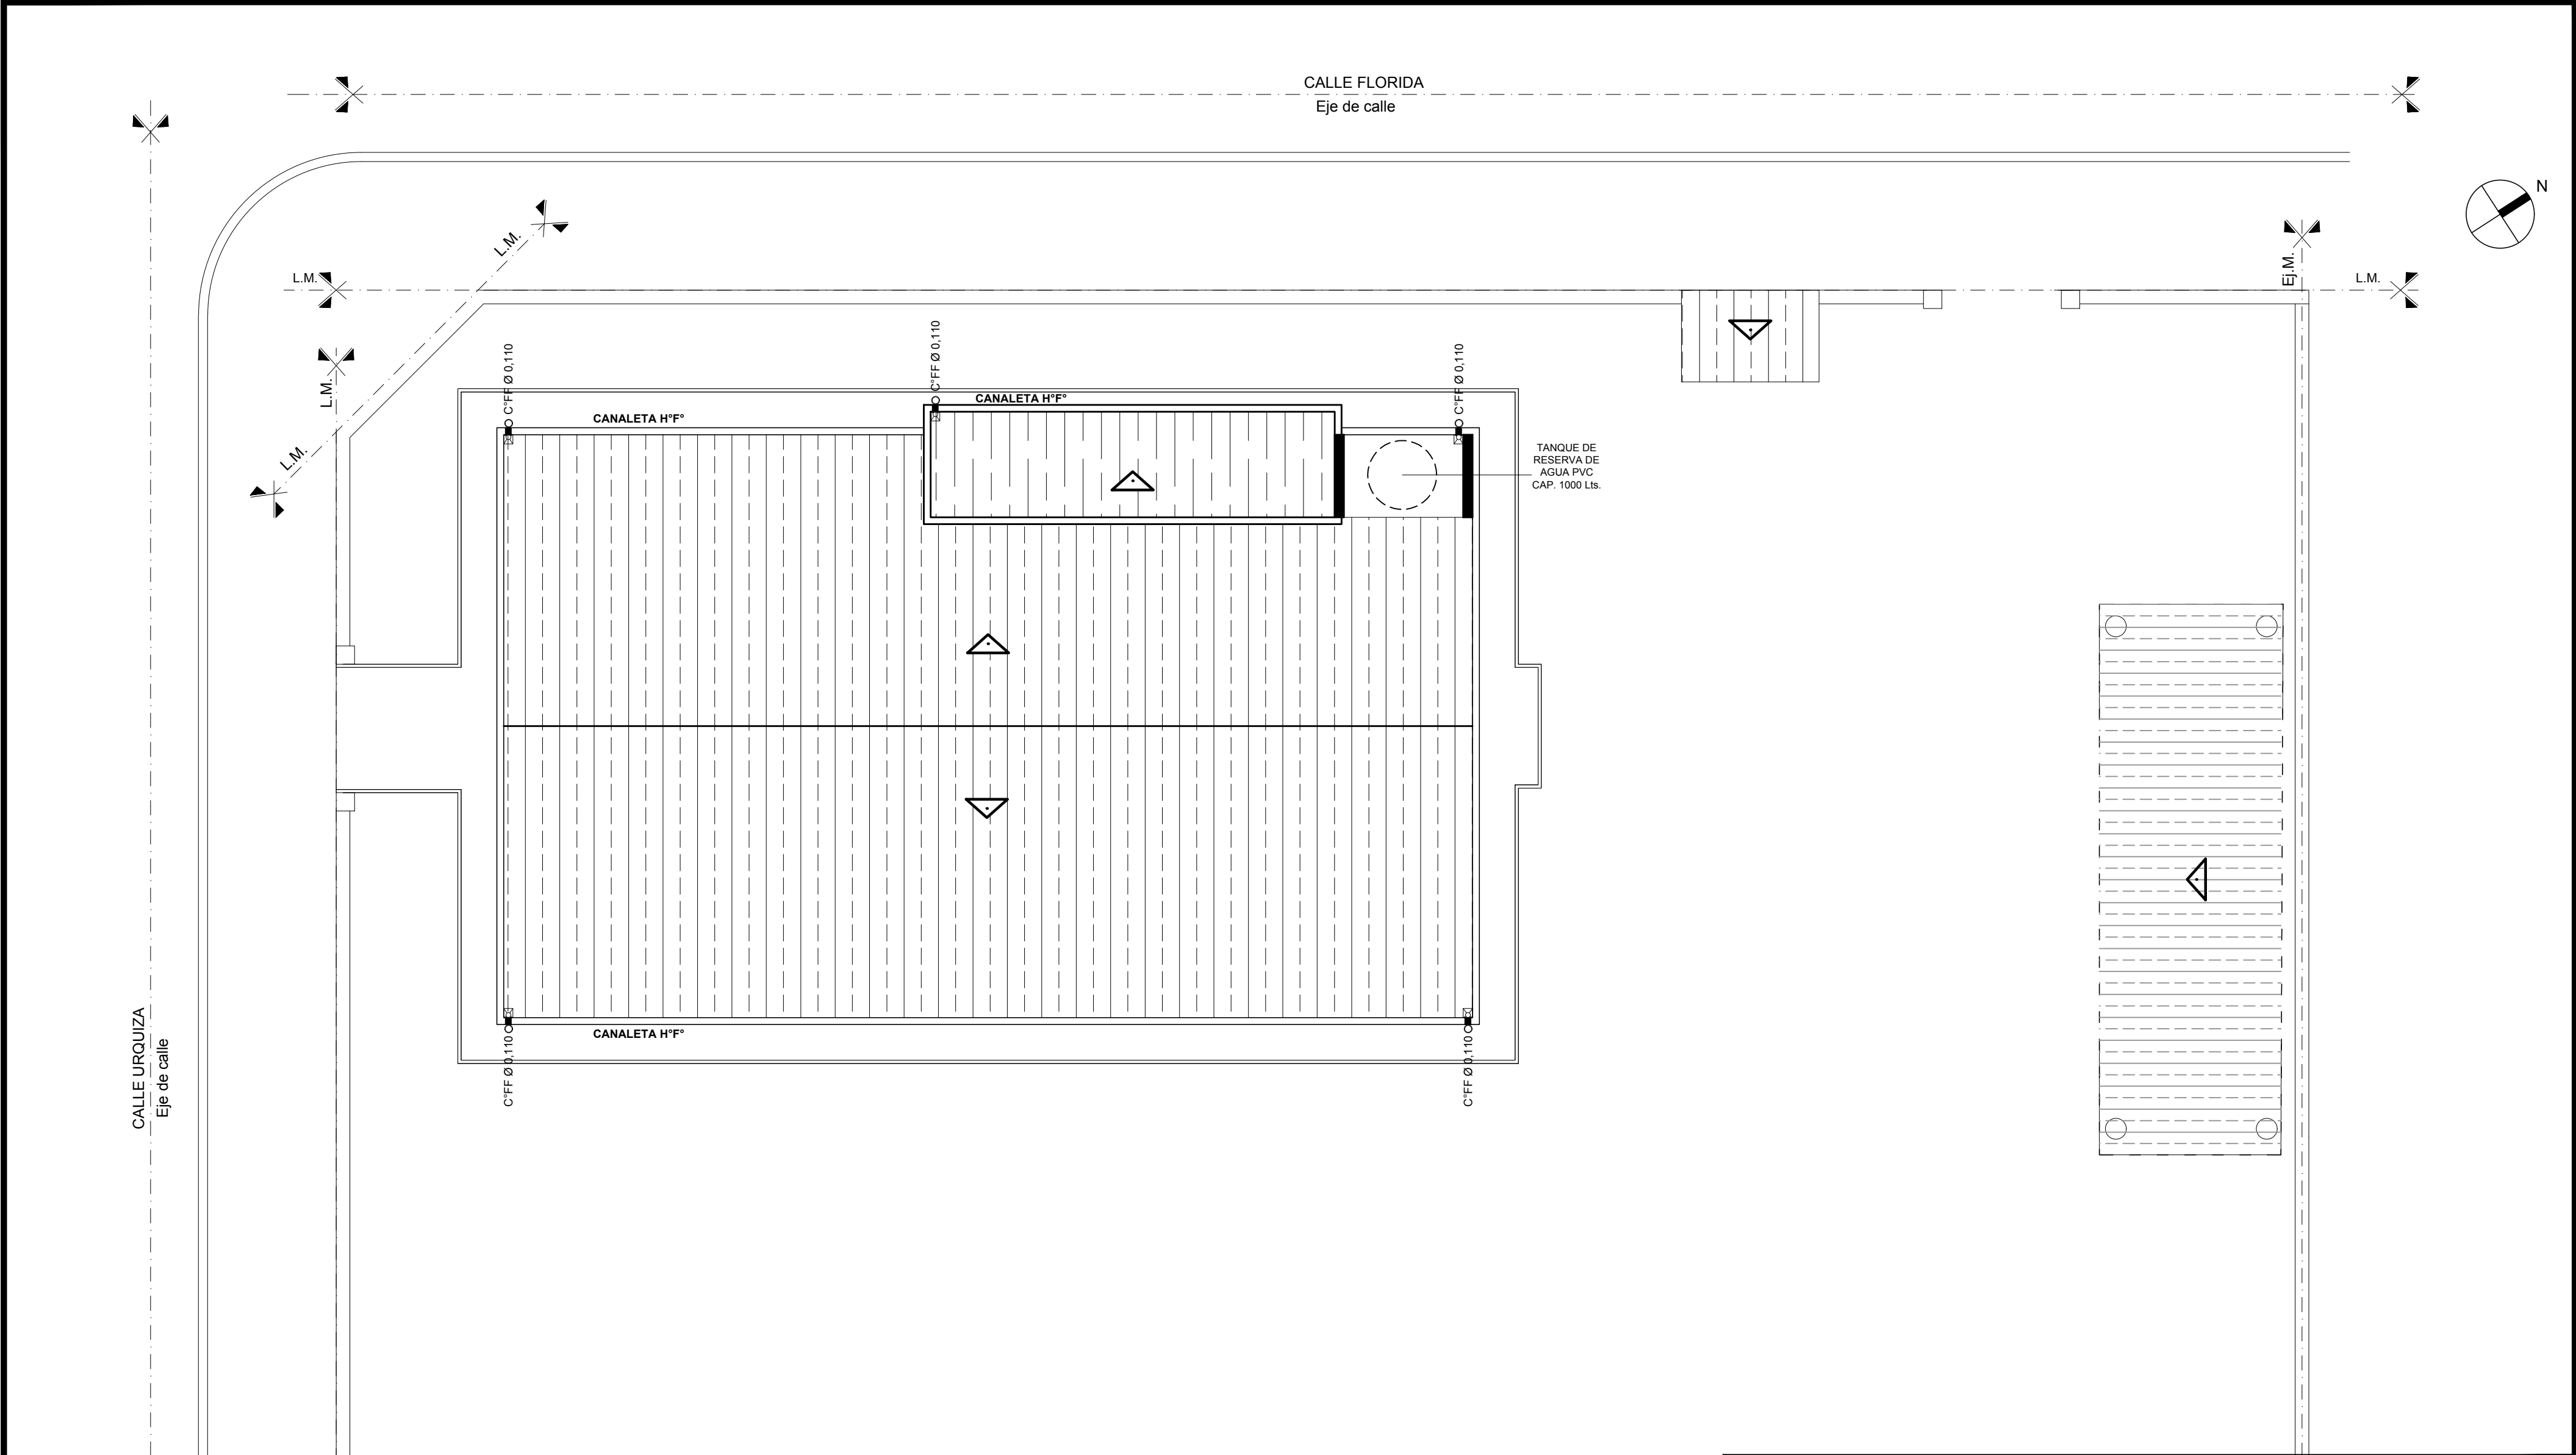 CALLE FLORIDA
Eje de calle
N
L.M.
L.M.
Ej.M.
L.M.
C°FF Ø 0,110
C°FF Ø 0,110
C°FF Ø 0,110
L.M.
CANALETA H°F°
CANALETA H°F°
L.M.
TANQUE DE
RESERVA DE
AGUA PVC
CAP. 1000 Lts.
CALLE URQUIZA
Eje de calle
CANALETA H°F°
C°FF Ø 0,110
C°FF Ø 0,110